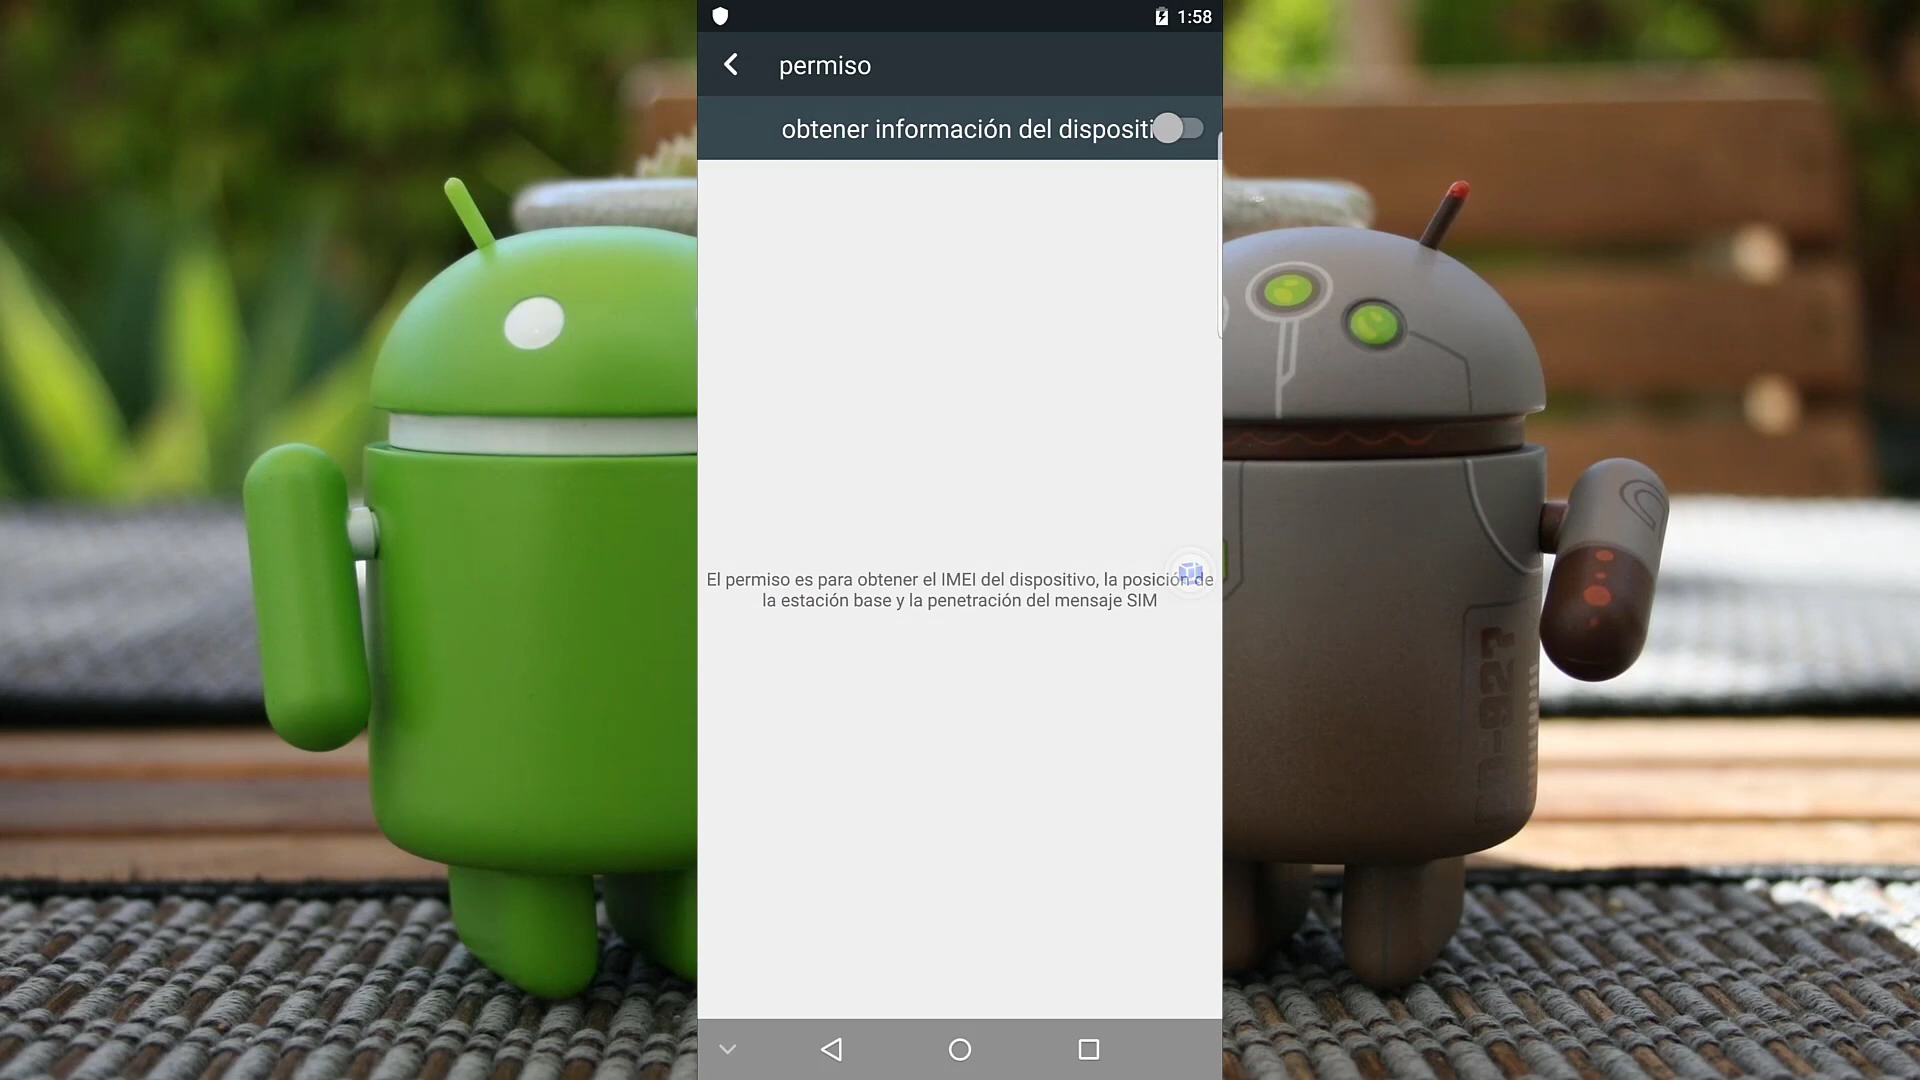 1:58
permiso
obtener información del dispositi
El permiso es para obtener el IMEI del dispositivo, la posición de
la estación base y la penetración del mensaje SIM